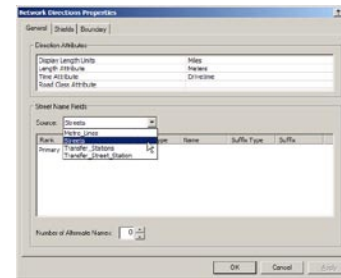 Network Directions Properties
General Shields Boundary
Direction Attributes
Display Length Units Miles
Length Attribute Meters
Time Attribute Drivetime
Road Class Attribute
Street Name Fields
Source: Streets
Metro_Lines
Streets
Transfer_Stations
Transfer_Street_Station
Rank Type Name Suffix Type Suffix
Primary
Number of Alternate Names: 0
OK Cancel Apply